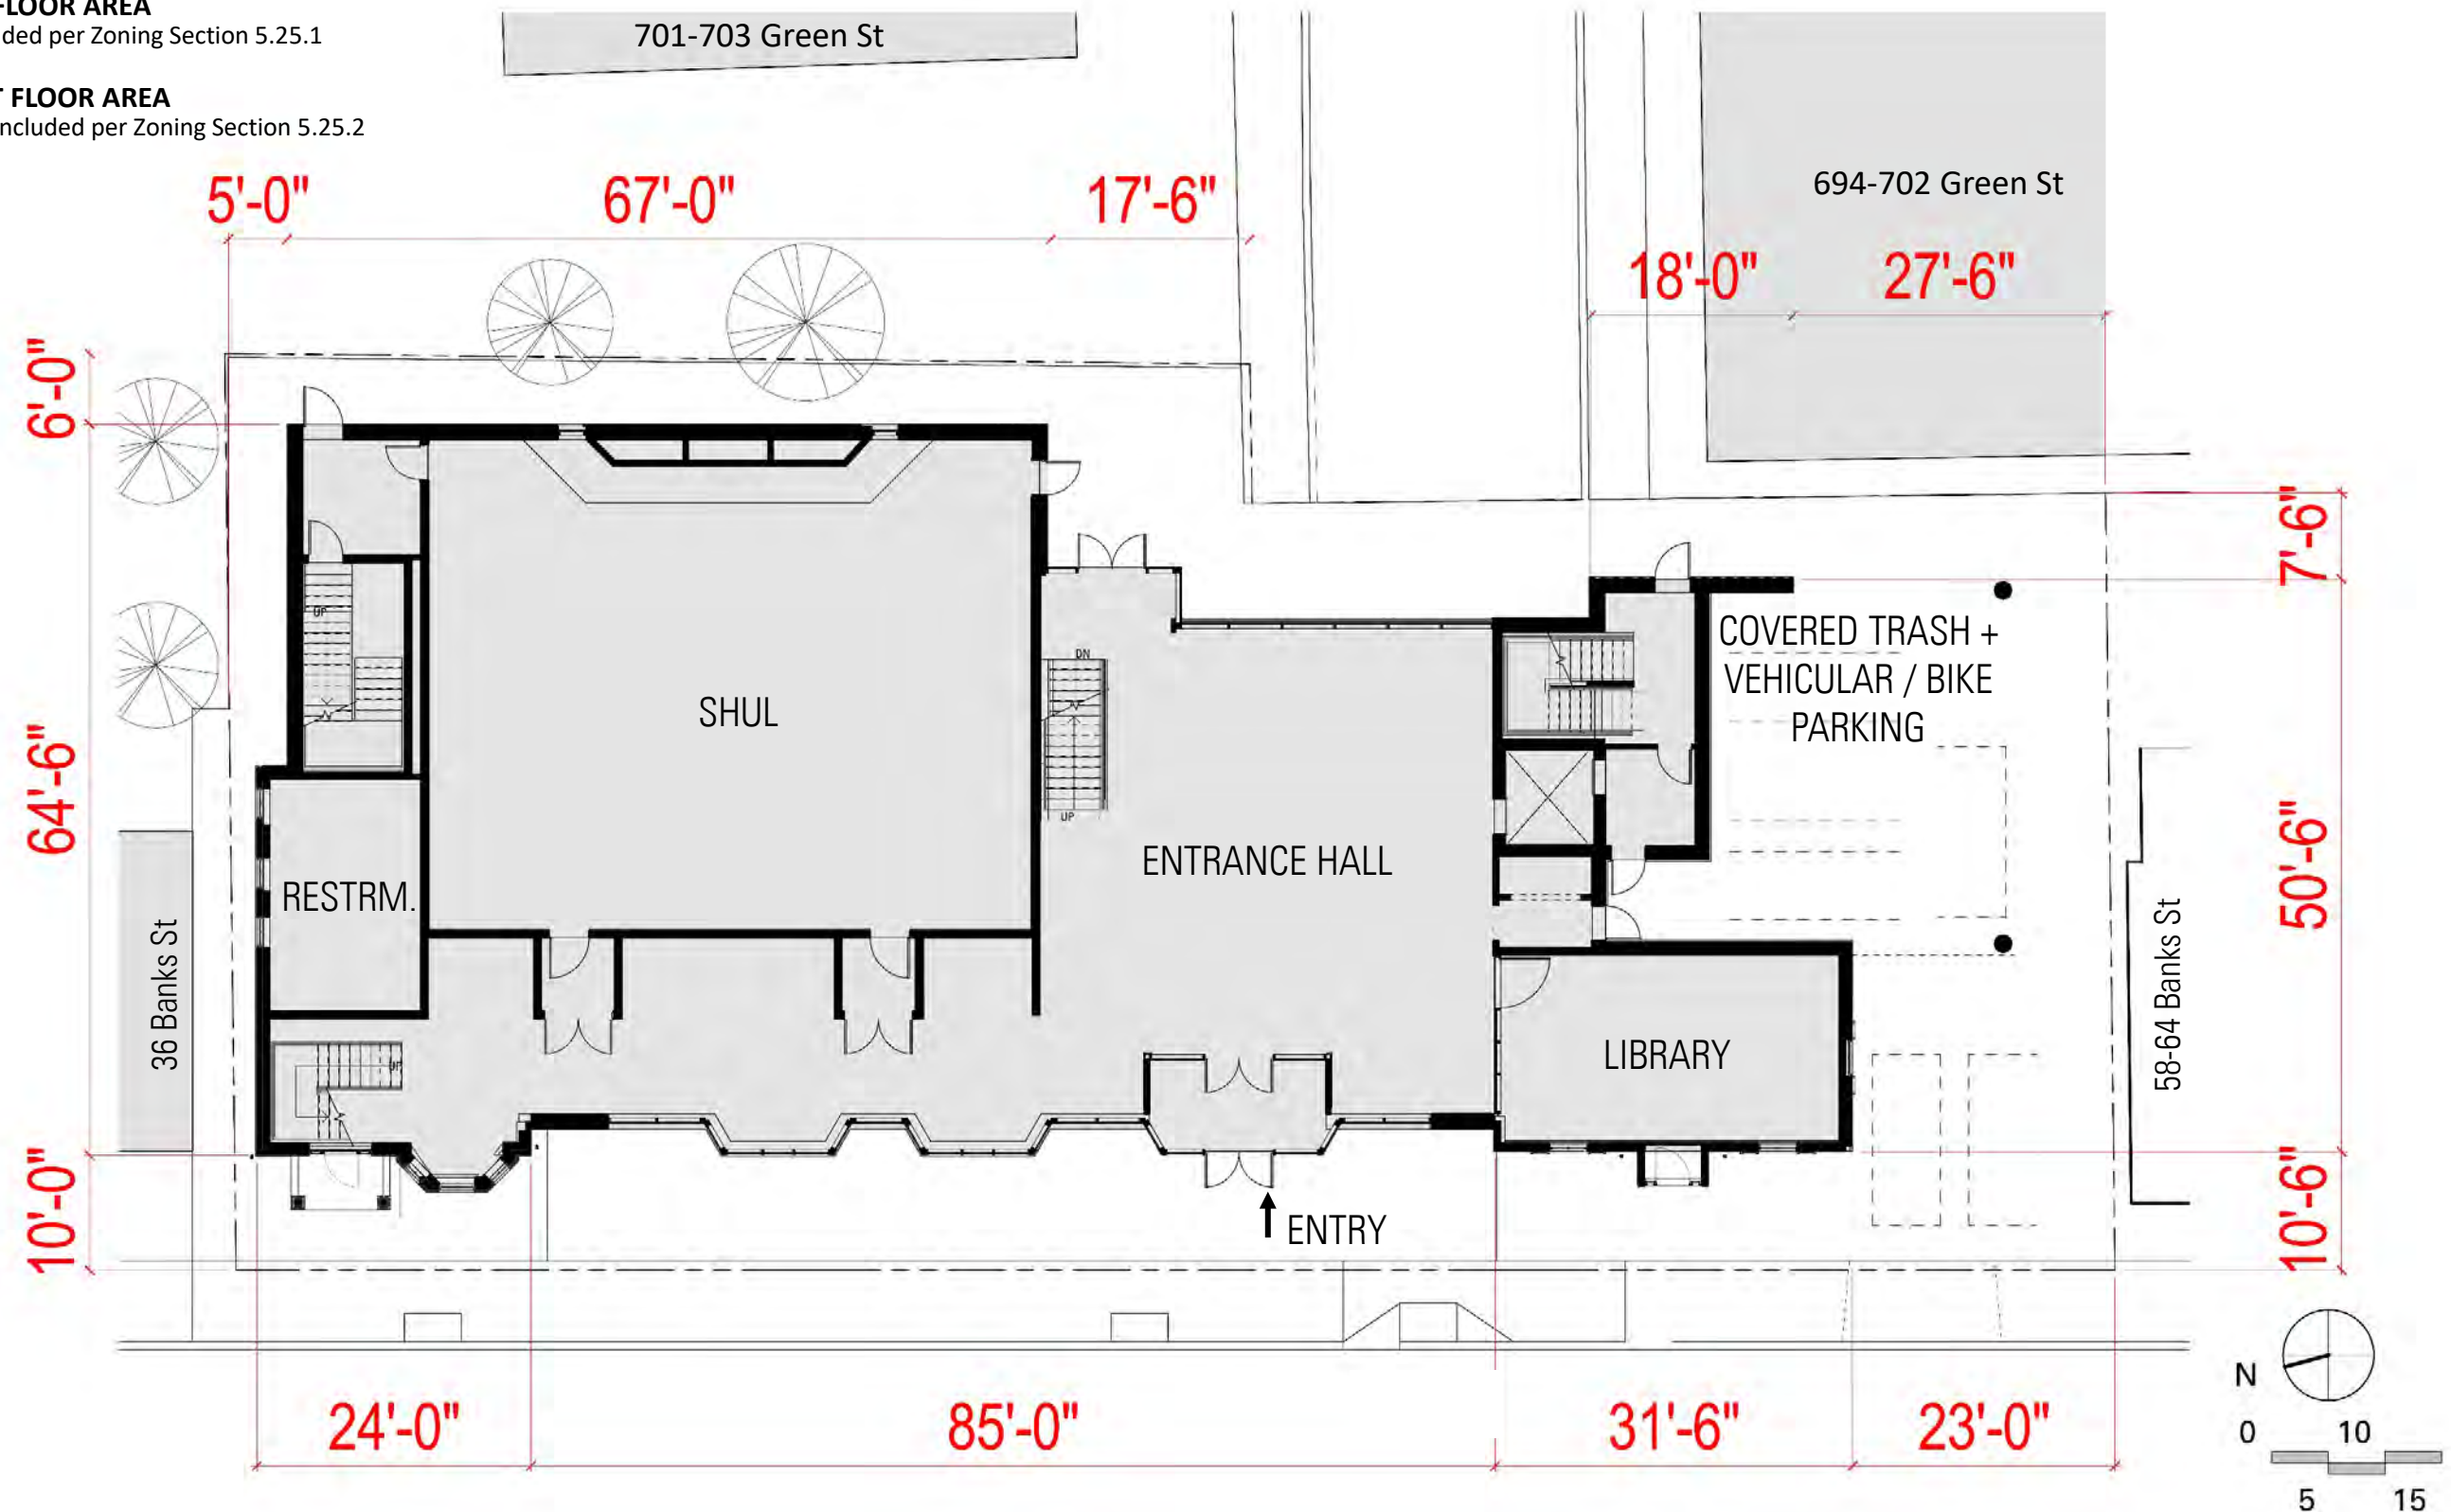 FLOOR AREA
ded per Zoning Section 5.25.1
FLOOR AREA
ncluded per Zoning Section 5.25.2
701-703 Green St
694-702 Green St
5'-0"
67'-0"
17'-6"
18'-0"
27'-6"
6'-0"
64'-6"
10'-0"
7'-6"
50'-6"
10'-6"
UP
DN
UP
SHUL
COVERED TRASH +
VEHICULAR / BIKE
PARKING
ENTRANCE HALL
RESTRM.
36 Banks St
58-64 Banks St
UP
LIBRARY
ENTRY
24'-0"
85'-0"
31'-6"
23'-0"
N
0 10
5 15